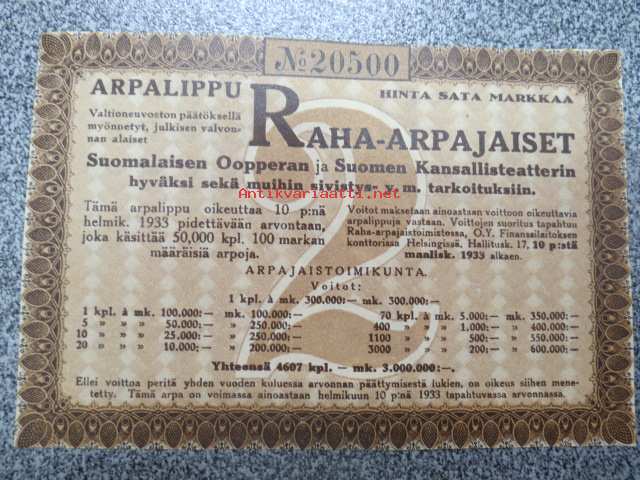 № 20500
ARPALIPPU
HINTA SATA MARKKAA
Valtioneuvoston päätöksellä
myönnetyt, julkisen valvon-
nan alaiset
RAHA-ARPAJAISET
Suomalaisen Oopperan ja Suomen Kansallisteatterin
hyväksi sekä muihin sivistys- y. m. tarkoituksiin.
Antikvariaatti.net
Tämä arpalippu oikeuttaa 10 p:nä
helmik. 1933 pidettävään arvontaan,
joka käsittää 50,000 kpl. 100 markan
määräisiä arpoja.
Voitot maksetaan ainoastaan voittoon oikeuttavia
arpalippuja vastaan. Voittojen suoritus tapahtuu
Raha-arpajaistoimistossa, O.Y. Finanssilaitoksen
konttoriaan Helsingissä, Hallitusk. 17, 10 p:stä
maalisk. 1933 alkaen.
ARPAJAISTOIMIKUNTA.
Voitot:
1 kpl. à mk. 300.000:— mk. 300.000:—
1 kpl. à mk. 100.000:— mk. 100.000:— 70 kpl. à mk. 5.000:— mk. 350.000:—
5 » » » 50.000:— » 250.000:— 400 » » 1.000:— » 400.000:—
10 » » » 25.000:— » 250.000:— 1100 » » 500:— » 550.000:—
20 » » » 10.000:— » 200.000:— 3000 » » 200:— » 600.000:—
Yhteensä 4607 kpl. — mk. 3.000.000:—.
Ellei voittoa peritä yhden vuoden kuluessa arvonnan päättymisestä lukien, on oikeus siihen mene-
tetty. Tämä arpa on voimassa ainoastaan helmikuun 10 p:nä 1933 tapahtuvassa arvonnassa.
2